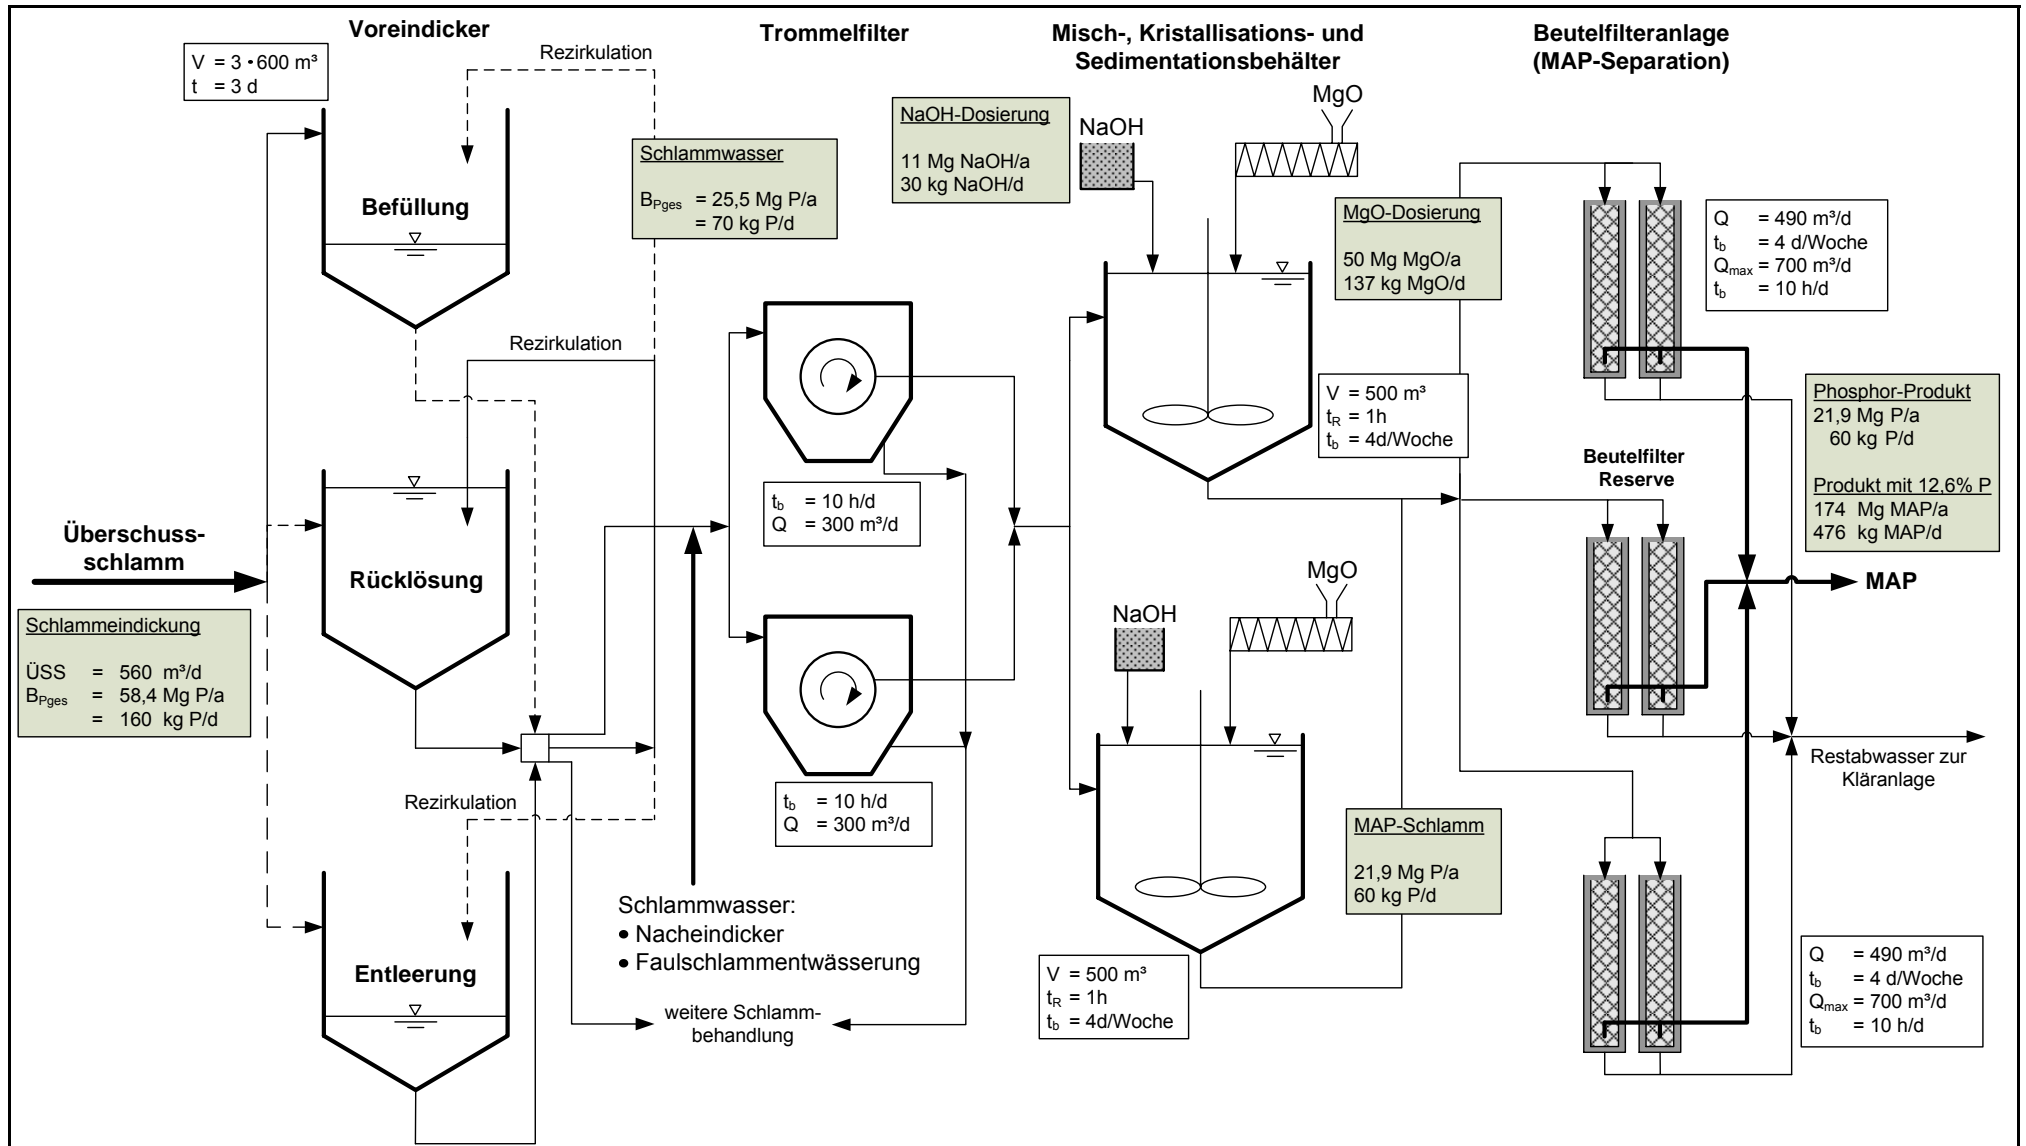 Voreindicker
Trommelfilter
Misch-, Kristallisations- und
Sedimentationsbehälter
Beutelfilteranlage
(MAP-Separation)
V = 3 • 600 m³
t = 3 d
Rezirkulation
Befüllung
Schlammwasser
B_Pges = 25,5 Mg P/a
= 70 kg P/d
NaOH-Dosierung
11 Mg NaOH/a
30 kg NaOH/d
NaOH
MgO
MgO-Dosierung
50 Mg MgO/a
137 kg MgO/d
Q = 490 m³/d
t_b = 4 d/Woche
Q_max = 700 m³/d
t_b = 10 h/d
Rezirkulation
V = 500 m³
t_R = 1h
t_b = 4d/Woche
Phosphor-Produkt
21,9 Mg P/a
60 kg P/d
Produkt mit 12,6% P
174 Mg MAP/a
476 kg MAP/d
Beutelfilter
Reserve
t_b = 10 h/d
Q = 300 m³/d
Überschuss-
schlamm
Rücklösung
Schlammeindickung
ÜSS = 560 m³/d
B_Pges = 58,4 Mg P/a
= 160 kg P/d
NaOH
MgO
MAP
Restabwasser zur
Kläranlage
Rezirkulation
t_b = 10 h/d
Q = 300 m³/d
MAP-Schlamm
21,9 Mg P/a
60 kg P/d
Entleerung
Schlammwasser:
• Nacheindicker
• Faulschlammentwässerung
weitere Schlamm-
behandlung
V = 500 m³
t_R = 1h
t_b = 4d/Woche
Q = 490 m³/d
t_b = 4 d/Woche
Q_max = 700 m³/d
t_b = 10 h/d